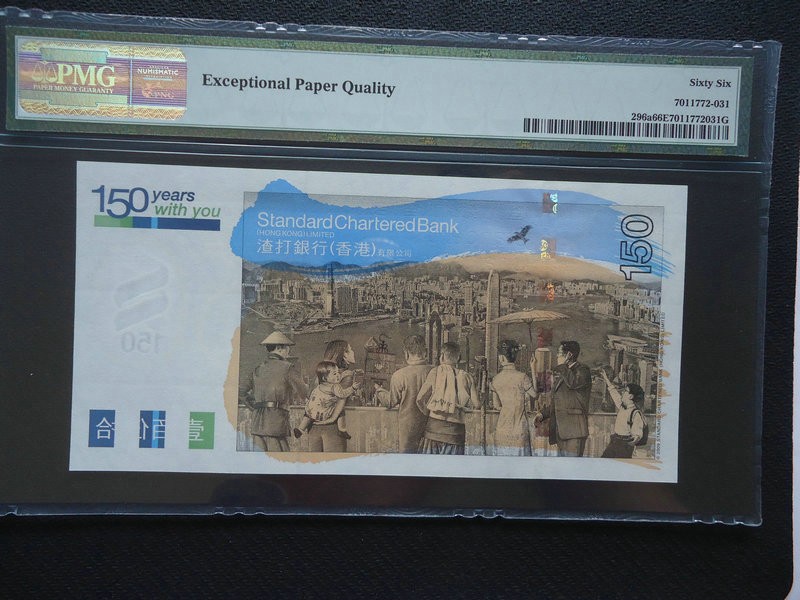 PMG
PAPER MONEY GUARANTY
NUMISMATIC
Exceptional Paper Quality
Sixty Six
7011772-031
296a66E7011772031G
150 years
with you
Standard Chartered Bank
(HONG KONG) LIMITED
渣打銀行(香港)有限公司
150
150
拾 佰 壹